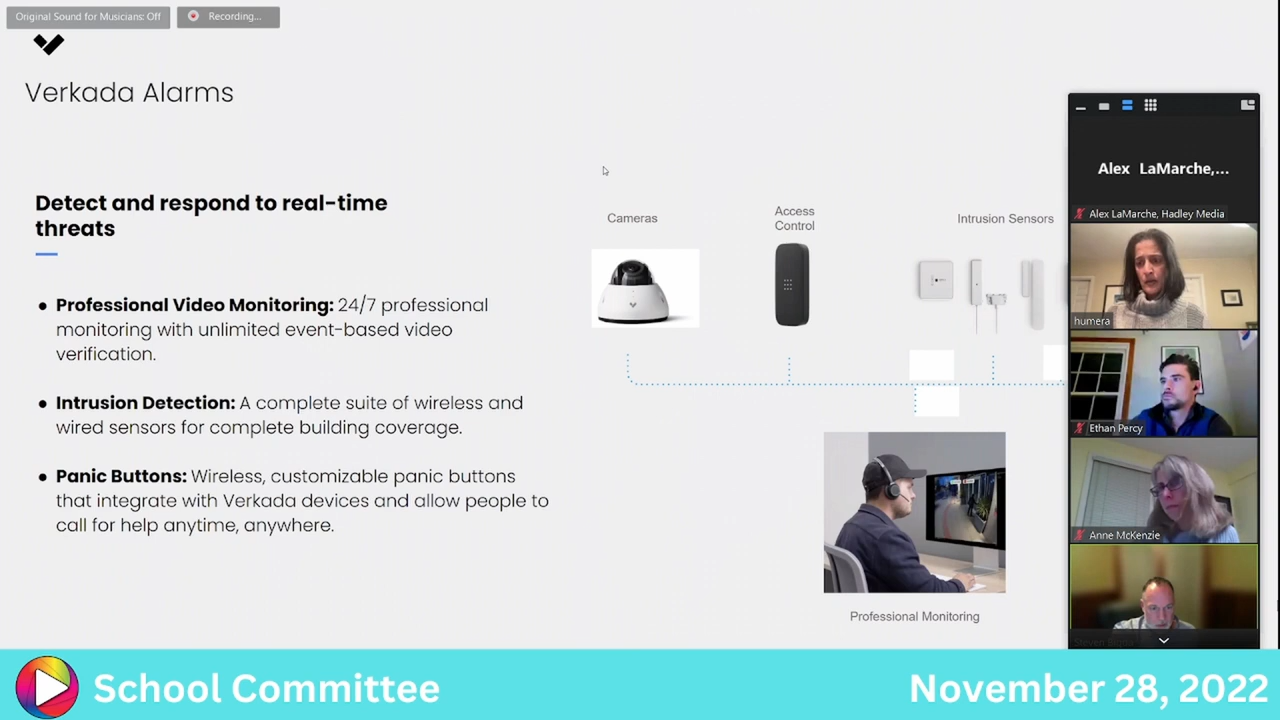 Original Sound for Musicians: Off
Recording...
Verkada Alarms
Detect and respond to real-time
threats
Professional Video Monitoring: 24/7 professional
monitoring with unlimited event-based video
verification.
Intrusion Detection: A complete suite of wireless and
wired sensors for complete building coverage.
Panic Buttons: Wireless, customizable panic buttons
that integrate with Verkada devices and allow people to
call for help anytime, anywhere.
Cameras
Access
Control
Intrusion Sensors
Professional Monitoring
Alex LaMarche,...
Alex LaMarche, Hadley Media
humera
Ethan Percy
Anne McKenzie
School Committee
November 28, 2022